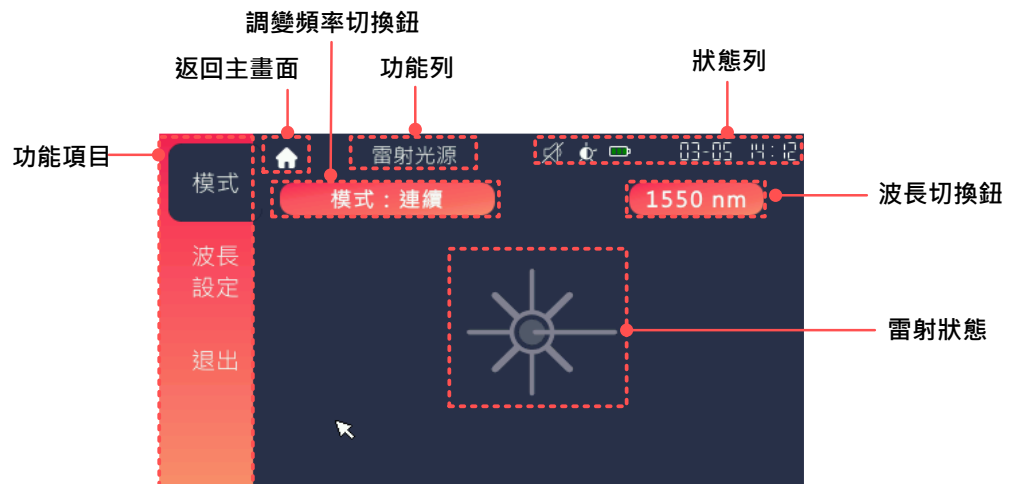 調變頻率切換鈕
返回主畫面
功能列
狀態列
功能項目
雷射光源
03-05 14:12
模式
模式：連續
1550 nm
波長切換鈕
波長
設定
雷射狀態
退出